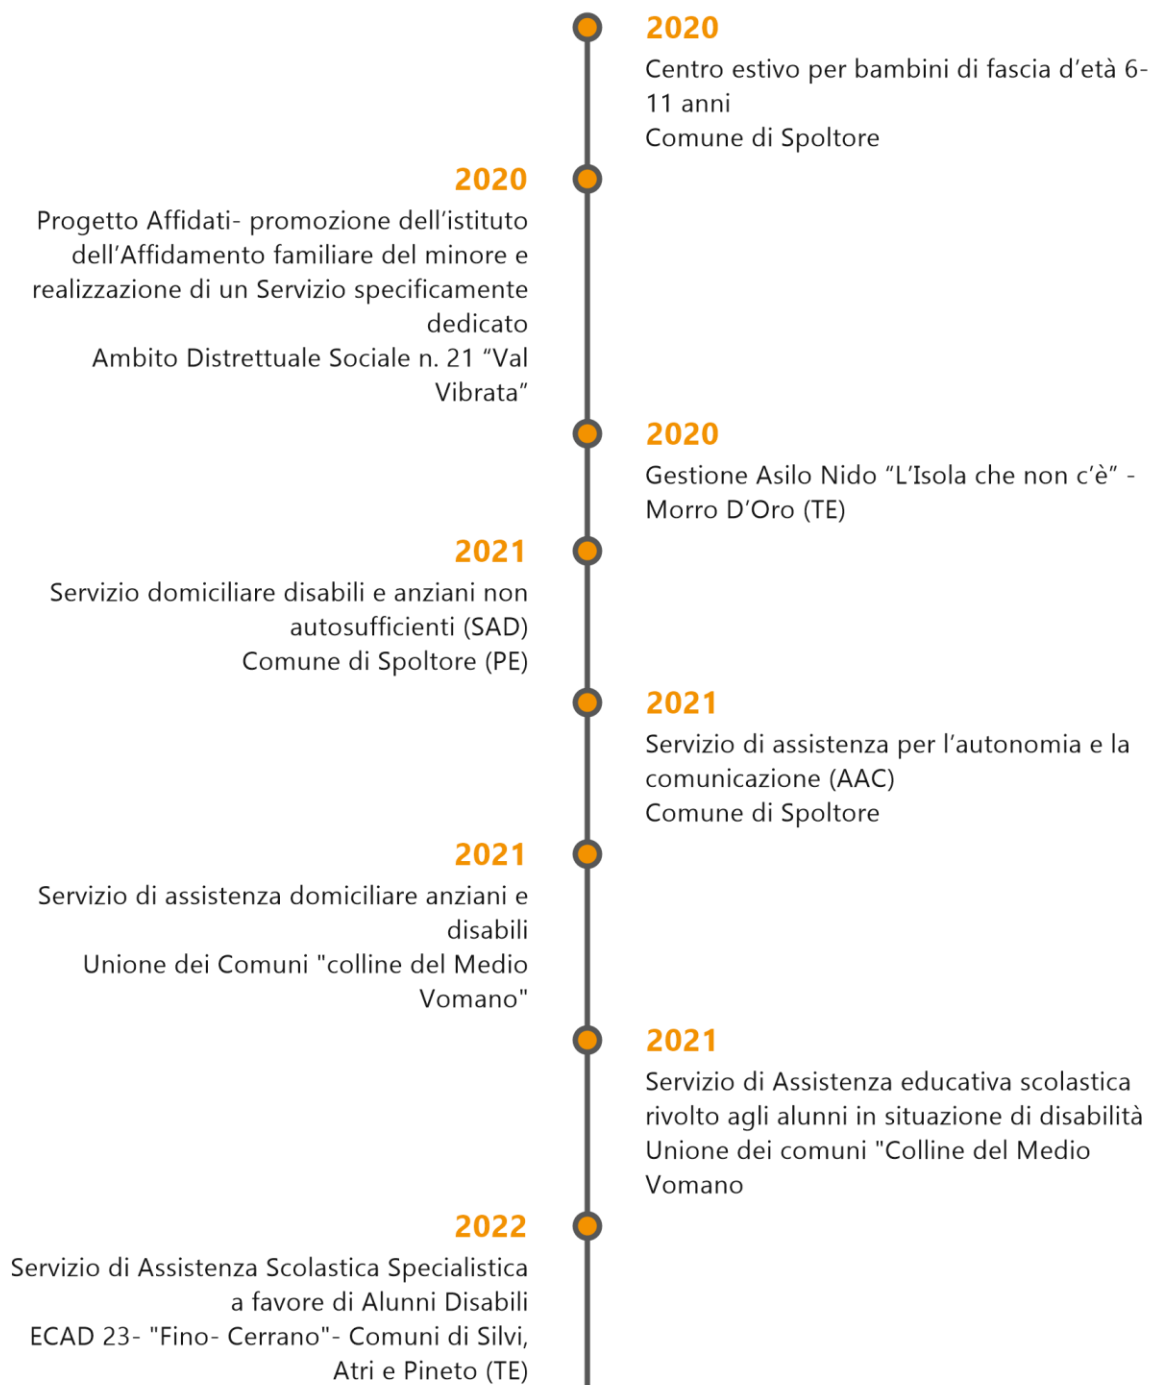 2020
Centro estivo per bambini di fascia d'età 6-
11 anni
Comune di Spoltore
2020
Progetto Affidati- promozione dell'istituto
dell'Affidamento familiare del minore e
realizzazione di un Servizio specificamente
dedicato
Ambito Distrettuale Sociale n. 21 “Val
Vibrata”
2020
Gestione Asilo Nido “L'Isola che non c'è” -
Morro D'Oro (TE)
2021
Servizio domiciliare disabili e anziani non
autosufficienti (SAD)
Comune di Spoltore (PE)
2021
Servizio di assistenza per l'autonomia e la
comunicazione (AAC)
Comune di Spoltore
2021
Servizio di assistenza domiciliare anziani e
disabili
Unione dei Comuni "colline del Medio
Vomano"
2021
Servizio di Assistenza educativa scolastica
rivolto agli alunni in situazione di disabilità
Unione dei comuni "Colline del Medio
Vomano
2022
Servizio di Assistenza Scolastica Specialistica
a favore di Alunni Disabili
ECAD 23- "Fino- Cerrano"- Comuni di Silvi,
Atri e Pineto (TE)